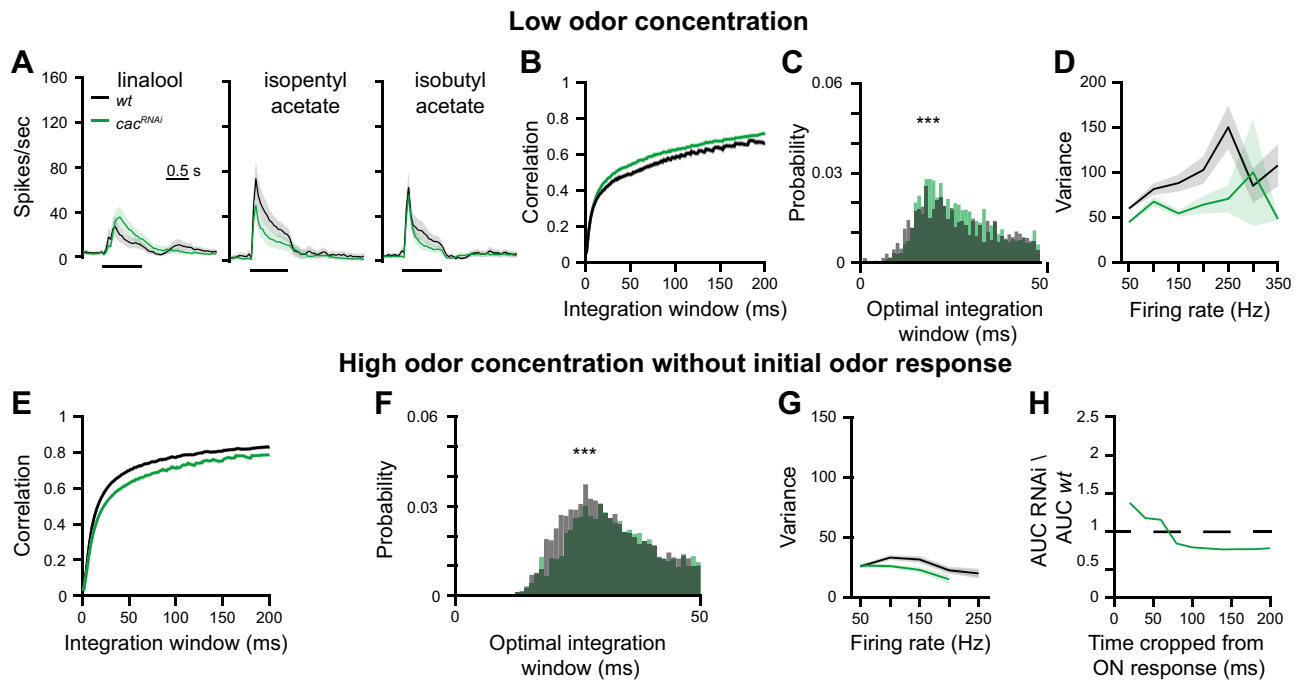 Low odor concentration
A
160
120
80
40
0
Spikes/sec
linalool
wt
cac^RNAi
0.5 s
isopentyl
acetate
isobutyl
acetate
B
1
0.8
0.6
0.4
0.2
0
Correlation
0 50 100 150 200
Integration window (ms)
C
0.06
0.03
0
Probability
***
0 50
Optimal integration
window (ms)
D
200
150
100
50
0
Variance
50 150 250 350
Firing rate (Hz)
High odor concentration without initial odor response
E
1
0.8
0.6
0.4
0.2
0
Correlation
0 50 100 150 200
Integration window (ms)
F
0.06
0.03
0
Probability
***
0 50
Optimal integration
window (ms)
G
150
100
50
0
Variance
50 150 250
Firing rate (Hz)
H
2.5
2
1.5
1
0.5
0
AUC RNAi \
AUC wt
0 50 100 150 200
Time cropped from
ON response (ms)